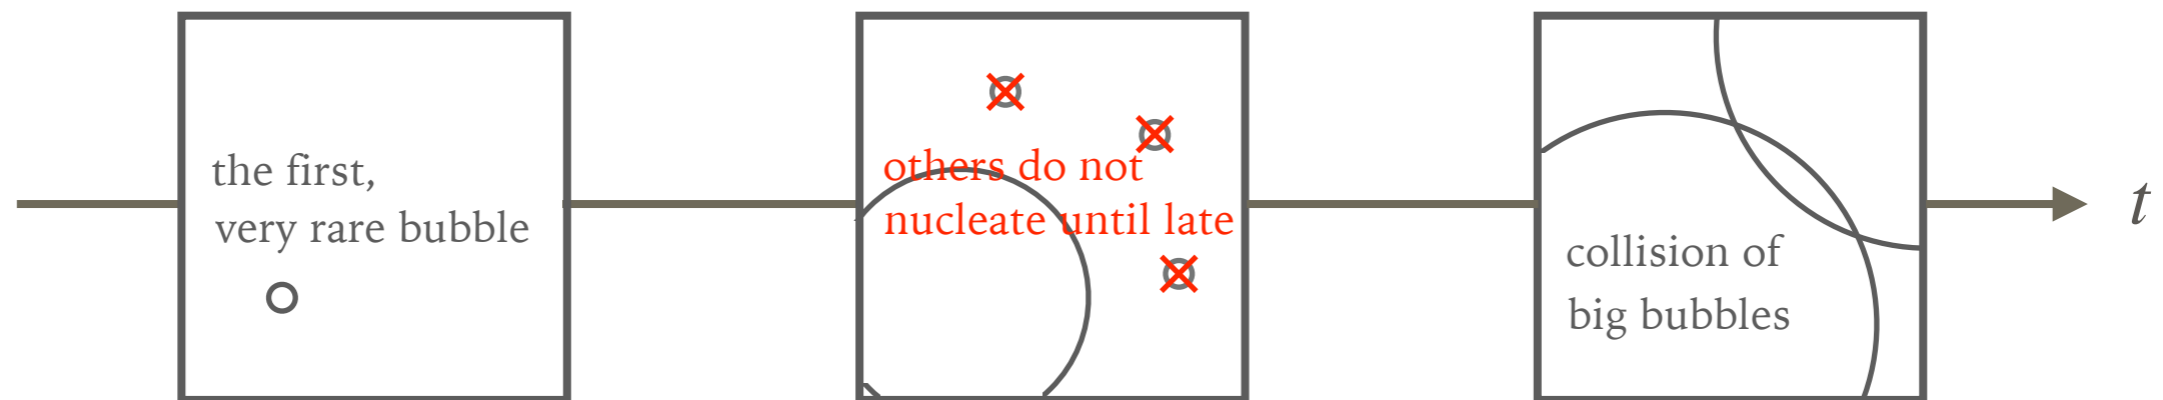 the first,
very rare bubble
others do not
nucleate until late
collision of
big bubbles
t